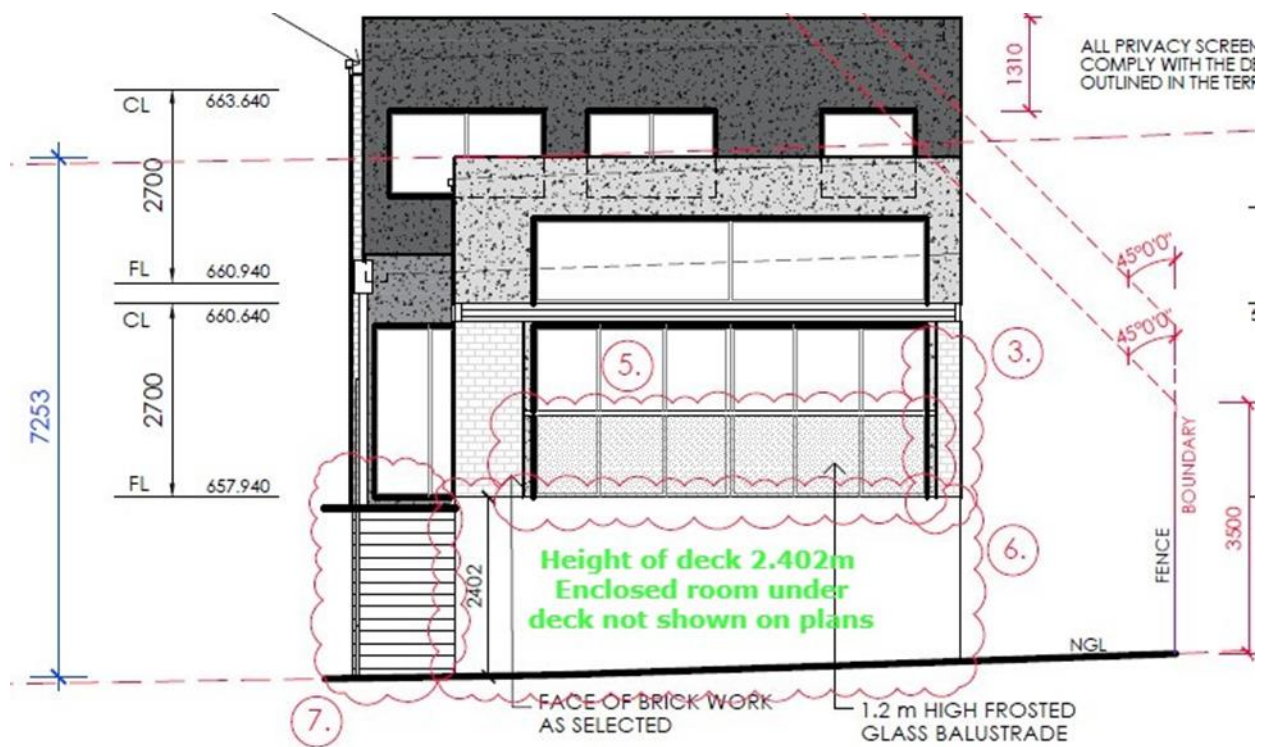 1310
ALL PRIVACY SCREEN
COMPLY WITH THE
OUTLINED IN THE
CL 663.640
2700
FL 660.940
CL 660.640
2700
FL 657.940
7253
45°0'0"
45°0'0"
3.
5.
BOUNDARY
FENCE
3500
6.
Height of deck 2.402m
Enclosed room under
deck not shown on plans
2402
NGL
7.
FACE OF BRICK WORK
AS SELECTED
1.2 m HIGH FROSTED
GLASS BALUSTRADE